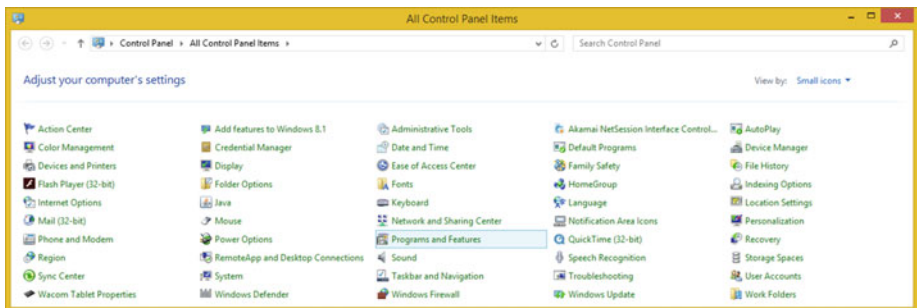 All Control Panel Items
Control Panel All Control Panel Items Search Control Panel
Adjust your computer's settings View by: Small icons
Action Center Add features to Windows 8.1 Administrative Tools Akamai NetSession Interface Control... AutoPlay
Color Management Credential Manager Date and Time Default Programs Device Manager
Devices and Printers Display Ease of Access Center Family Safety File History
Flash Player (32-bit) Folder Options Fonts HomeGroup Indexing Options
Internet Options Java Keyboard Language Location Settings
Mail (32-bit) Mouse Network and Sharing Center Notification Area Icons Personalization
Phone and Modem Power Options Programs and Features QuickTime (32-bit) Recovery
Region RemoteApp and Desktop Connections Sound Speech Recognition Storage Spaces
Sync Center System Taskbar and Navigation Troubleshooting User Accounts
Wacom Tablet Properties Windows Defender Windows Firewall Windows Update Work Folders